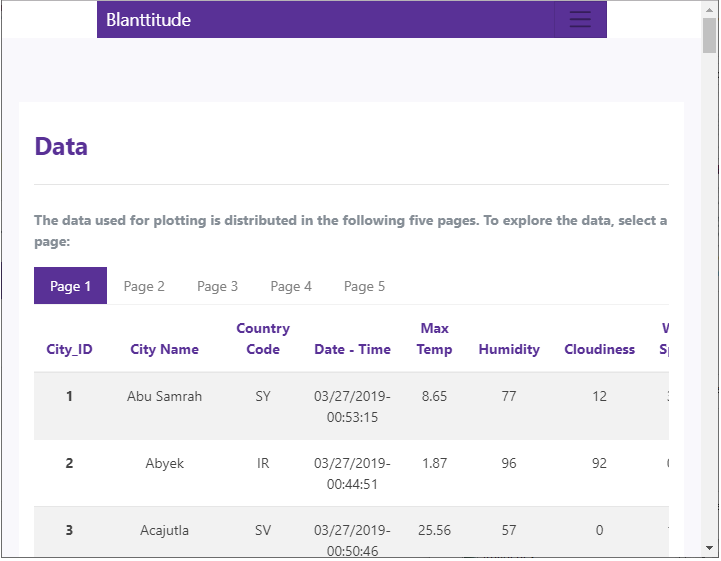 Blanttitude
Data
The data used for plotting is distributed in the following five pages. To explore the data, select a
page:
Page 1 Page 2 Page 3 Page 4 Page 5
City_ID City Name Country Code Date - Time Max Temp Humidity Cloudiness
1 Abu Samrah SY 03/27/2019-00:53:15 8.65 77 12
2 Abyek IR 03/27/2019-00:44:51 1.87 96 92
3 Acajutla SV 03/27/2019-00:50:46 25.56 57 0